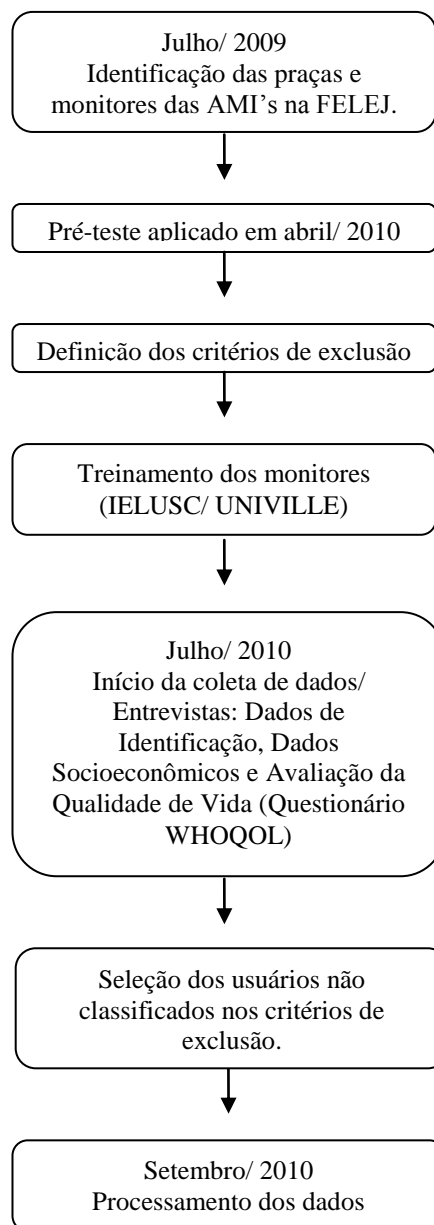 Julho/ 2009
Identificação das praças e
monitores das AMI's na FELEJ.
Pré-teste aplicado em abril/ 2010
Definição dos critérios de exclusão
Treinamento dos monitores
(IELUSC/ UNIVILLE)
Julho/ 2010
Início da coleta de dados/
Entrevistas: Dados de
Identificação, Dados
Socioeconômicos e Avaliação da
Qualidade de Vida (Questionário
WHOQOL)
Seleção dos usuários não
classificados nos critérios de
exclusão.
Setembro/ 2010
Processamento dos dados